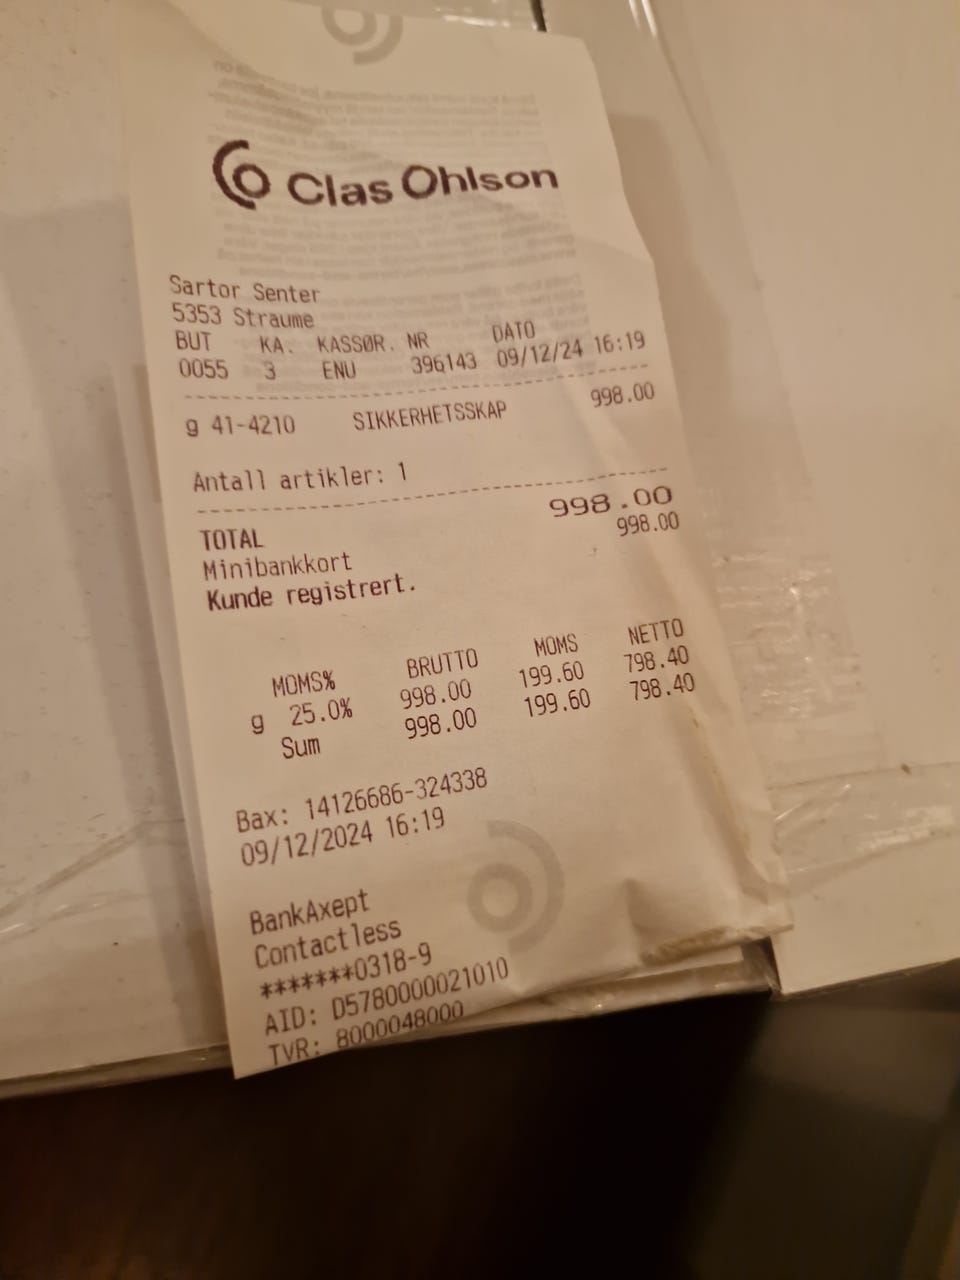 Clas Ohlson
Sartor Senter
5353 Straume
BUT KA. KASSØR. NR DATO
0055 3 ENU 396143 09/12/24 16:19
g 41-4210 SIKKERHETSSKAP 998.00
Antall artikler: 1
TOTAL 998.00
Minibankkort 998.00
Kunde registrert.
MOMS% BRUTTO MOMS NETTO
g 25.0% 998.00 199.60 798.40
Sum 998.00 199.60 798.40
Bax: 14126686-324338
09/12/2024 16:19
BankAxept
Contactless
*******0318-9
AID: D5780000021010
TVR: 8000048000